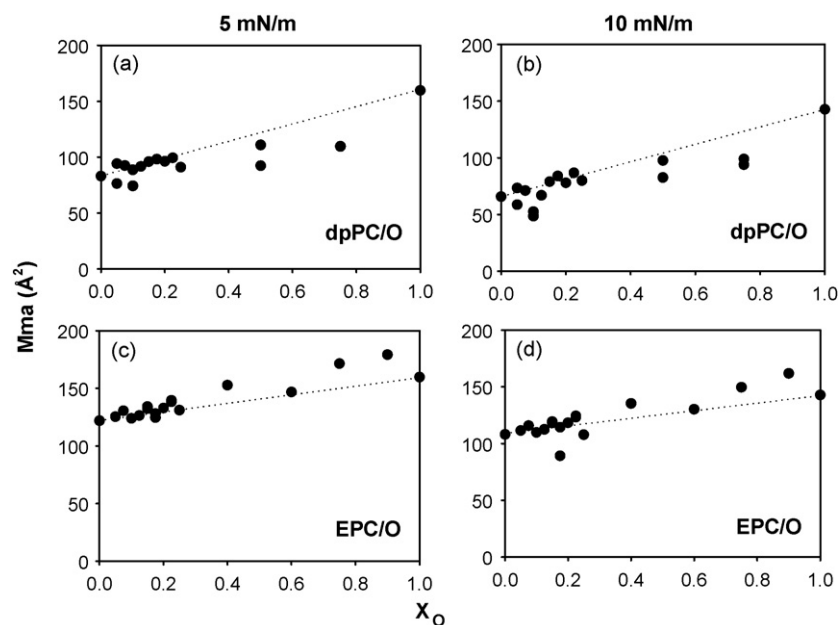 5 mN/m 10 mN/m
200 (a) 200 (b)
150 150
100 100
50 dpPC/O 50 dpPC/O
0 0
0.0 0.2 0.4 0.6 0.8 1.0 0.0 0.2 0.4 0.6 0.8 1.0
Mma (Å²)
200 (c) 200 (d)
150 150
100 100
50 EPC/O 50 EPC/O
0 0
0.0 0.2 0.4 0.6 0.8 1.0 0.0 0.2 0.4 0.6 0.8 1.0
X_O